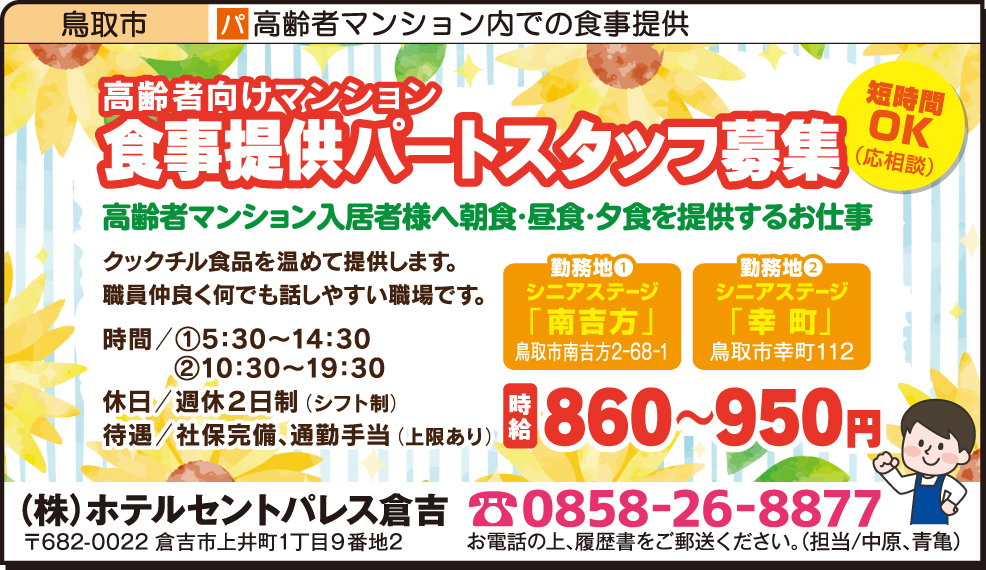 鳥取市
パ 高齢者マンション内での食事提供
高齢者向けマンション
食事提供パートスタッフ募集
短時間
OK
(応相談)
高齢者マンション入居者様へ朝食・昼食・夕食を提供するお仕事
クックチル食品を温めて提供します。
職員仲良く何でも話しやすい職場です。
時間／①5：30～14：30
②10：30～19：30
休日／週休2日制（シフト制）
待遇／社保完備、通勤手当（上限あり）
勤務地❶
シニアステージ
「南吉方」
鳥取市南吉方2-68-1
勤務地❷
シニアステージ
「幸町」
鳥取市幸町112
時給 860～950円
（株）ホテルセントパレス倉吉
〒682-0022 倉吉市上井町1丁目9番地2
☎0858-26-8877
お電話の上、履歴書をご郵送ください。（担当/中原、青亀）